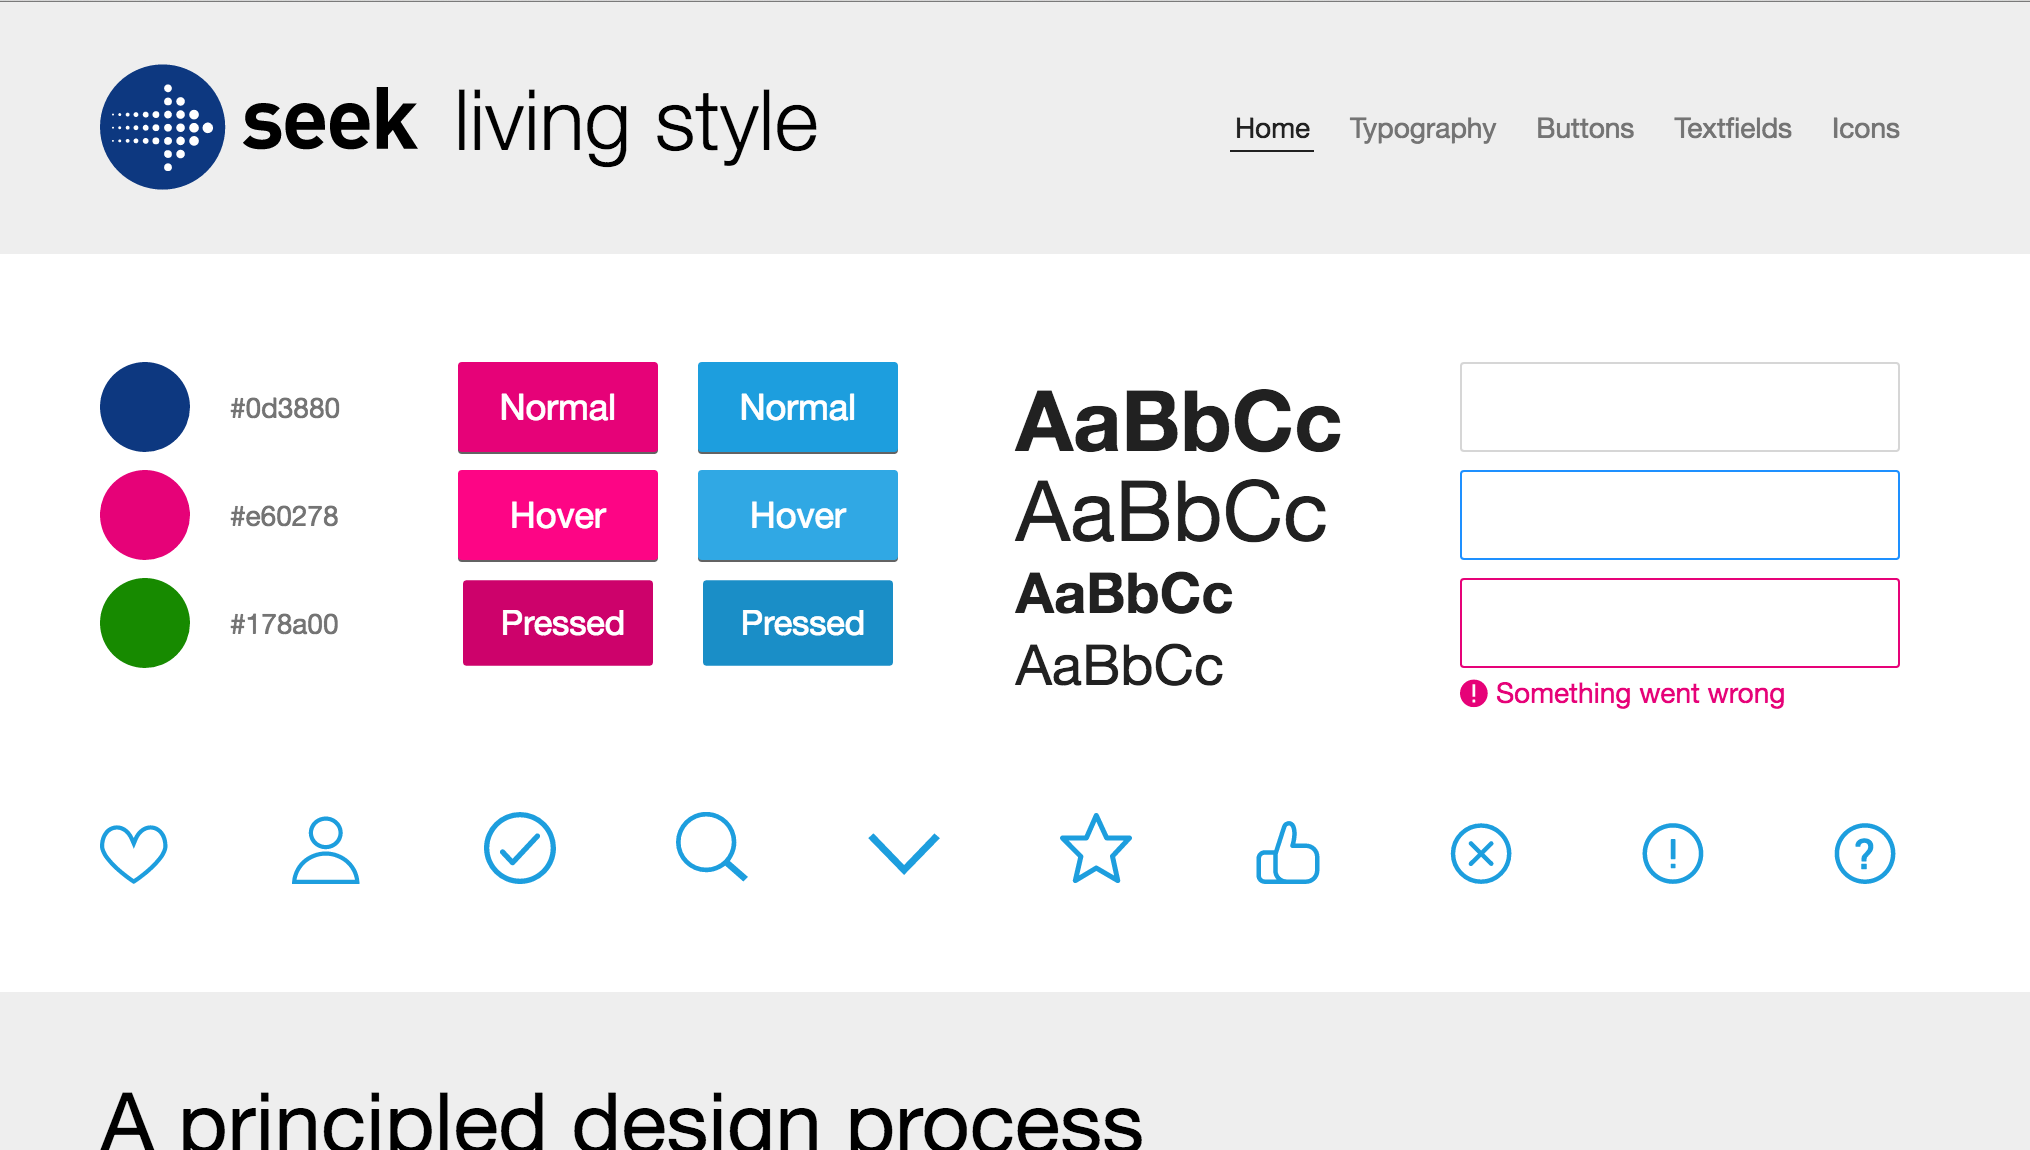 seek living style
Home Typography Buttons Textfields Icons
#0d3880
#e60278
#178a00
Normal Normal
Hover Hover
Pressed Pressed
AaBbCc
AaBbCc
AaBbCc
AaBbCc
! Something went wrong
! ?
A principled design process